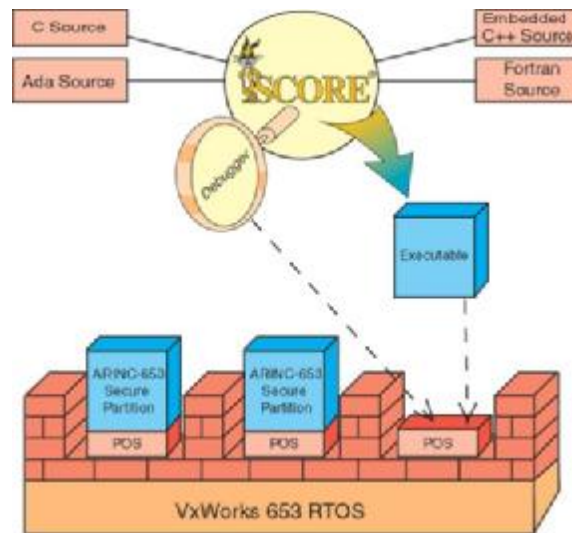 C Source
Embedded
C++ Source
Ada Source
SCORE®
Fortran
Source
Debugger
Executable
ARINC-653
Secure
Partition
ARINC-653
Secure
Partition
POS
POS
POS
VxWorks 653 RTOS